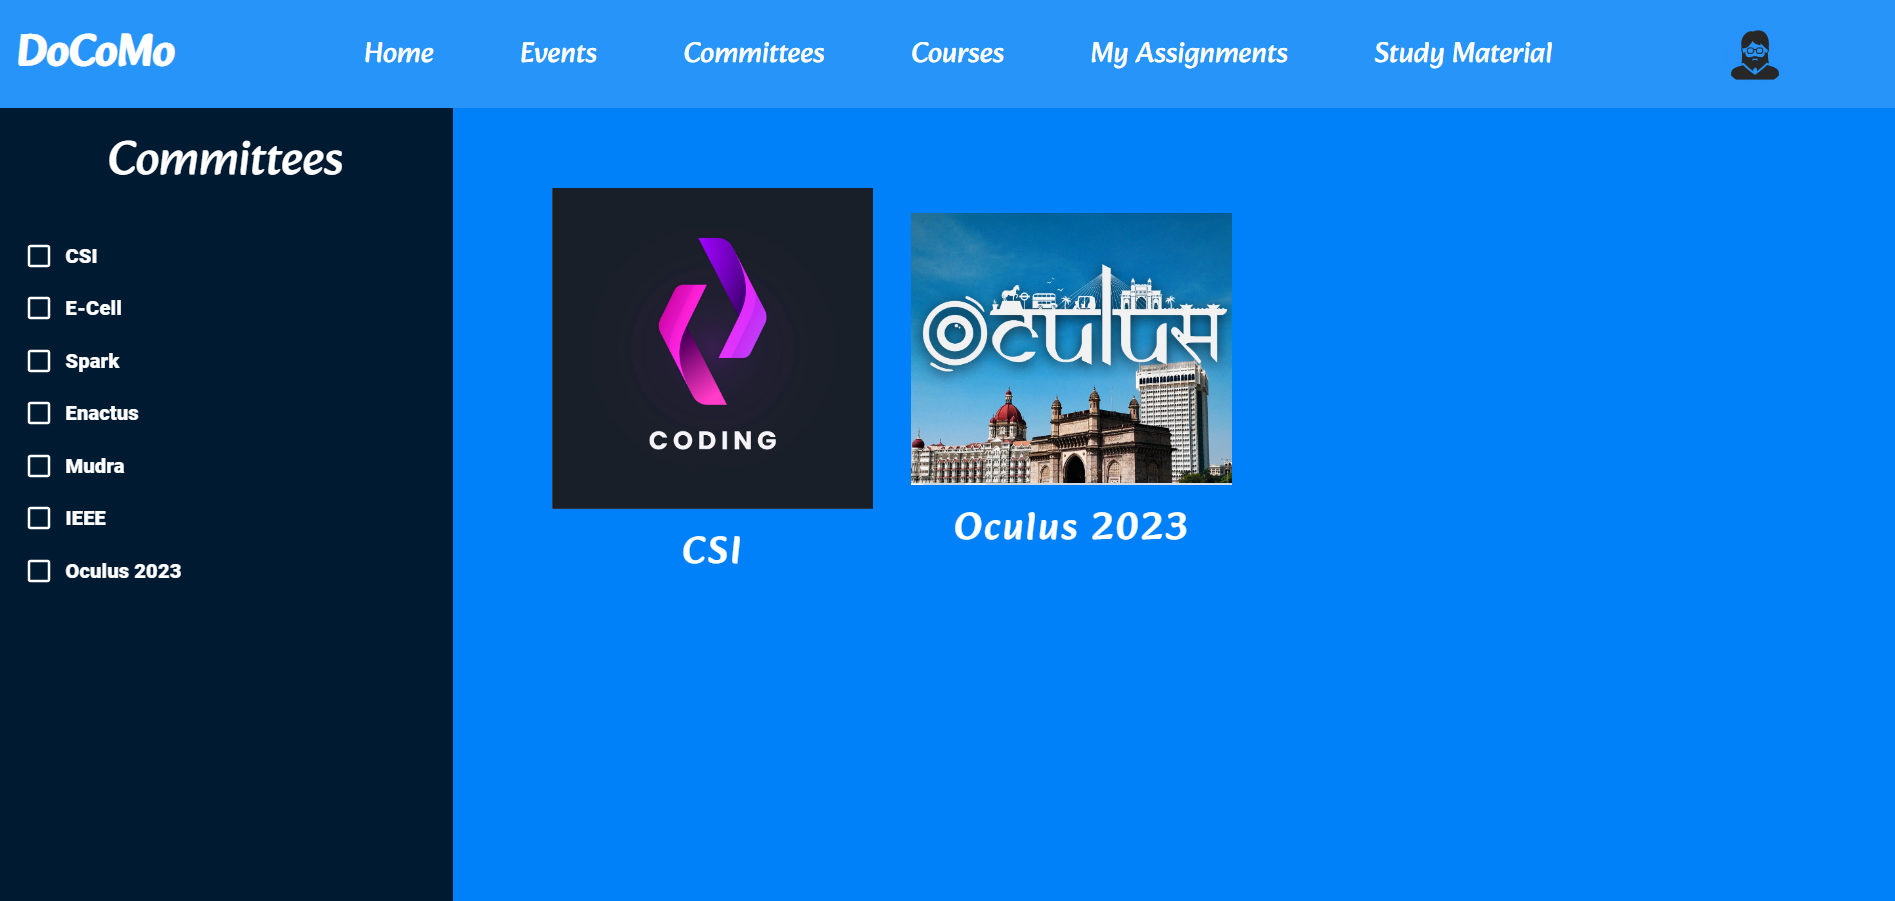 DoCoMo Home Events Committees Courses My Assignments Study Material
Committees
CSI
E-Cell
Spark
Enactus
Mudra
IEEE
Oculus 2023
CODING
CSI
Oculus
Oculus 2023